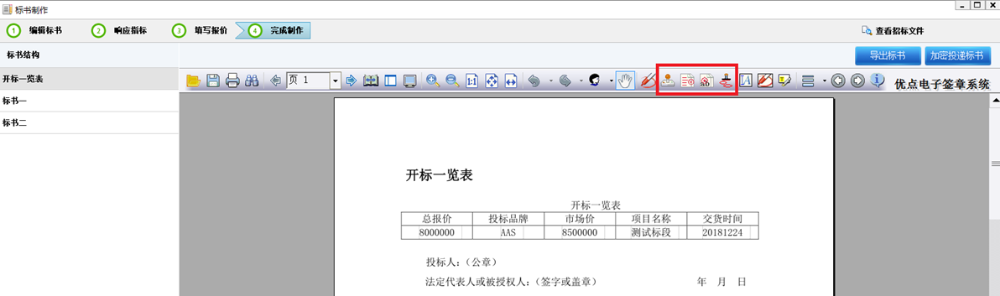 标书制作
1 编辑标书 2 响应指标 3 填写报价 4 完成制作 查看招标文件
标书结构 导出标书 加密投递标书
开标一览表
标书一
标书二
页 1 1:1 优点电子签章系统
开标一览表
开标一览表
总报价 投标品牌 市场价 项目名称 交货时间
8000000 AAS 8500000 测试标段 20181224
投标人：（公章）
法定代表人或被授权人：（签字或盖章） 年 月 日